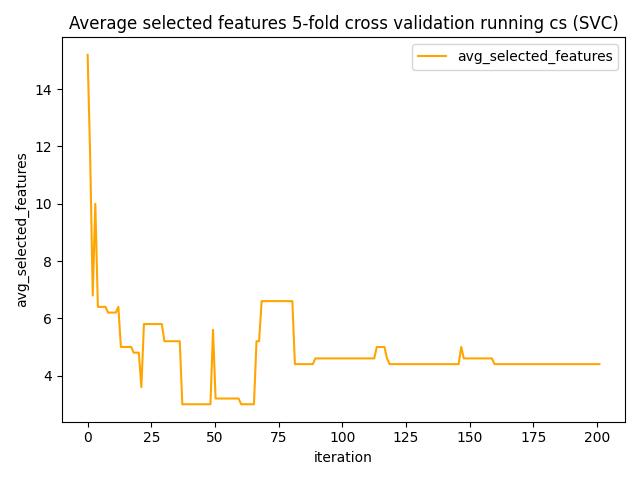 Average selected features 5-fold cross validation running cs (SVC)
avg_selected_features
avg_selected_features
14
12
10
8
6
4
0 25 50 75 100 125 150 175 200
iteration